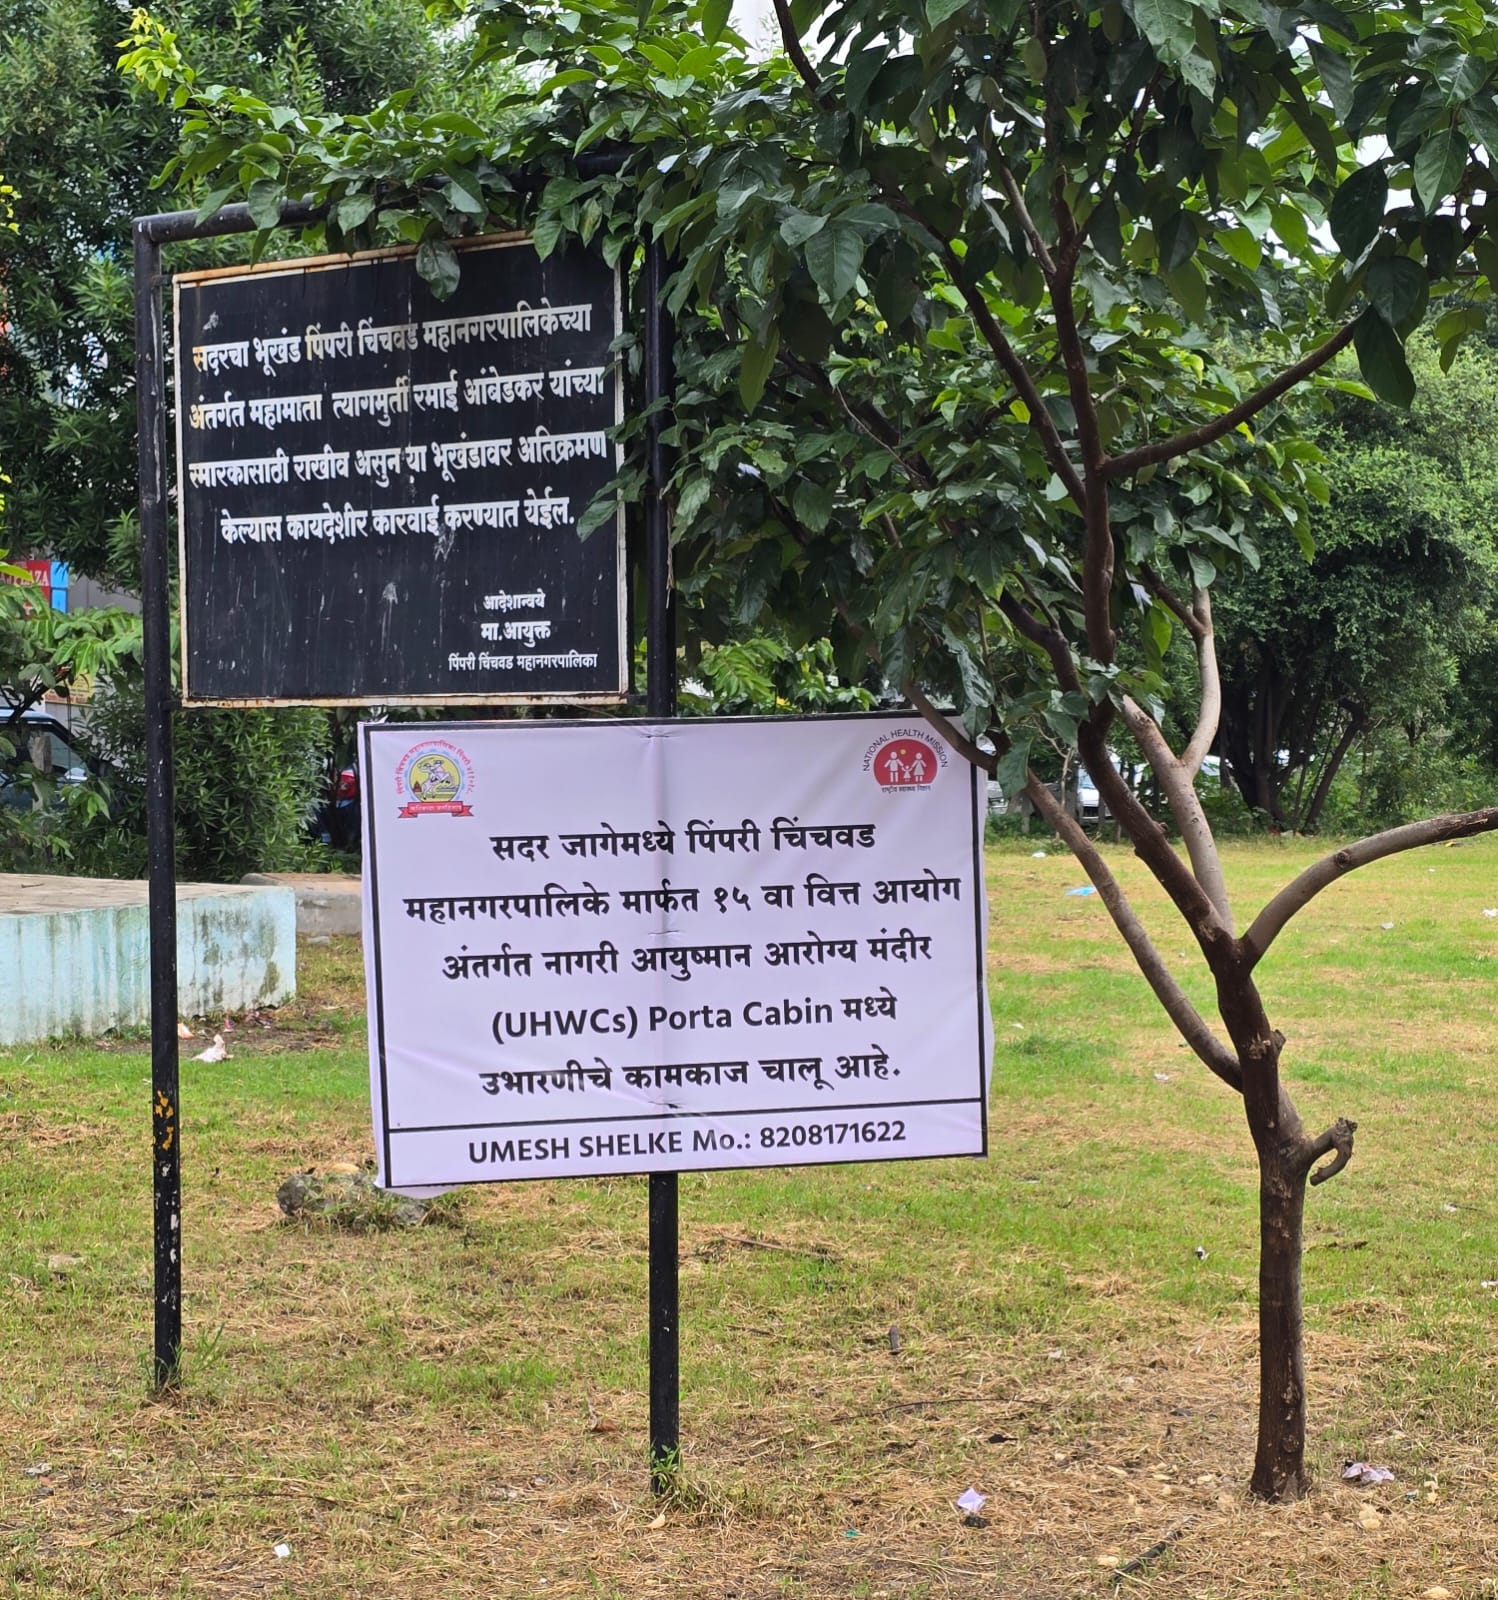 सदरचा भूखंड पिंपरी चिंचवड महानगरपालिकेच्या
अंतर्गत महामाता त्यागमुर्ती रमाई आंबेडकर यांच्या
स्मारकासाठी राखीव असुन या भूखंडावर अतिक्रमण
केल्यास कायदेशीर कारवाई करण्यात येईल.
आदेशान्वये
मा.आयुक्त
पिंपरी चिंचवड महानगरपालिका
PLAZA
NATIONAL HEALTH MISSION
राष्ट्रीय स्वास्थ्य मिशन
सदर जागेमध्ये पिंपरी चिंचवड
महानगरपालिके मार्फत १५ वा वित्त आयोग
अंतर्गत नागरी आयुष्मान आरोग्य मंदीर
(UHWCs) Porta Cabin मध्ये
उभारणीचे कामकाज चालू आहे.
UMESH SHELKE Mo.: 8208171622